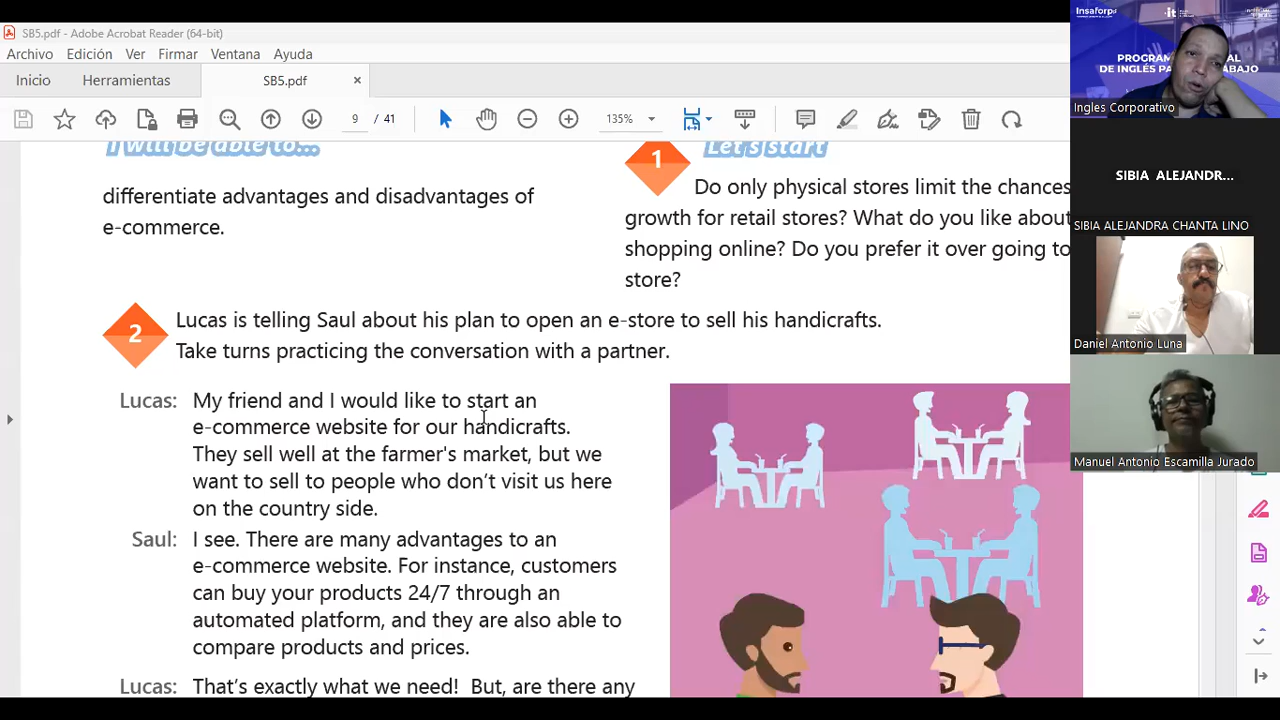 SB5.pdf - Adobe Acrobat Reader (64-bit)
Archivo Edición Ver Firmar Ventana Ayuda
Inicio Herramientas SB5.pdf ×
9 / 41 135%
I will be able to...
differentiate advantages and disadvantages of
e-commerce.
1 Let's start
Do only physical stores limit the chances
growth for retail stores? What do you like about
shopping online? Do you prefer it over going to
store?
2 Lucas is telling Saul about his plan to open an e-store to sell his handicrafts.
Take turns practicing the conversation with a partner.
Lucas: My friend and I would like to start an
e-commerce website for our handicrafts.
They sell well at the farmer's market, but we
want to sell to people who don't visit us here
on the country side.
Saul: I see. There are many advantages to an
e-commerce website. For instance, customers
can buy your products 24/7 through an
automated platform, and they are also able to
compare products and prices.
Lucas: That's exactly what we need! But, are there any
Insaforp
PROGRAM
DE INGLÉS
Ingles Corporativo
SIBIA ALEJANDR...
SIBIA ALEJANDRA CHANTA LINO
Daniel Antonio Luna
Manuel Antonio Escamilla Jurado